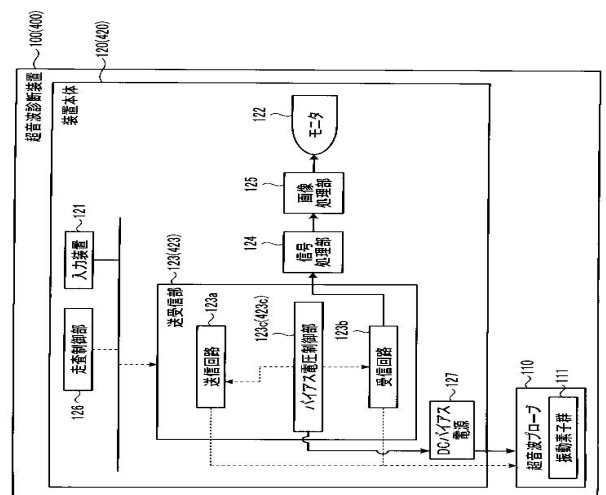 超音波診断装置
100(400)
装置本体
120(420)
走査制御部
126
入力装置
121
送受信部
123(423)
送信回路
123a
バイアス電圧制御部
123c(423c)
受信回路
123b
信号
処理部
124
画像
処理部
125
モニタ
122
DCバイアス
電源
127
超音波プローブ
110
振動素子群
111